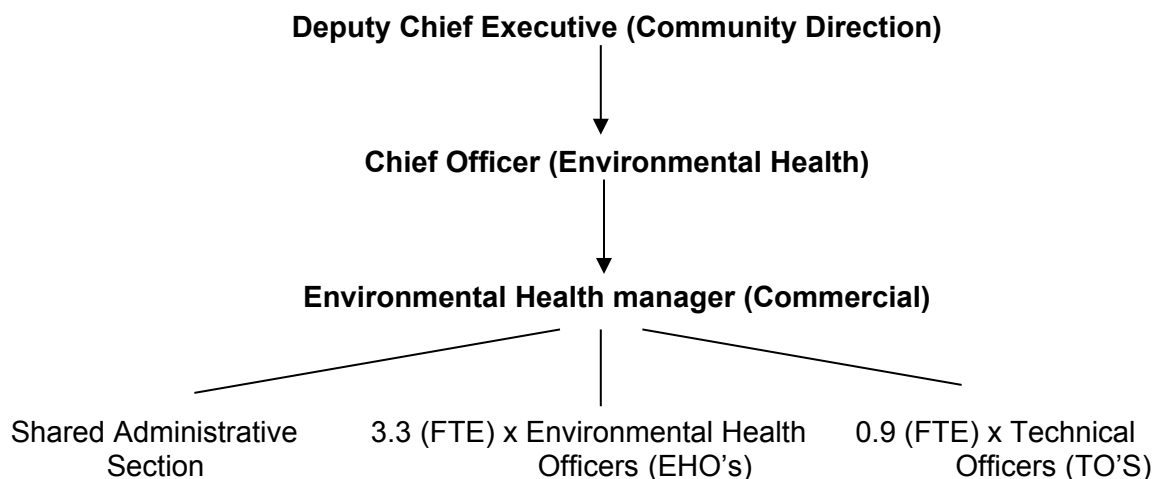 Deputy Chief Executive (Community Direction)
Chief Officer (Environmental Health)
Environmental Health manager (Commercial)
Shared Administrative
Section
3.3 (FTE) x Environmental Health
Officers (EHO’s)
0.9 (FTE) x Technical
Officers (TO’S)